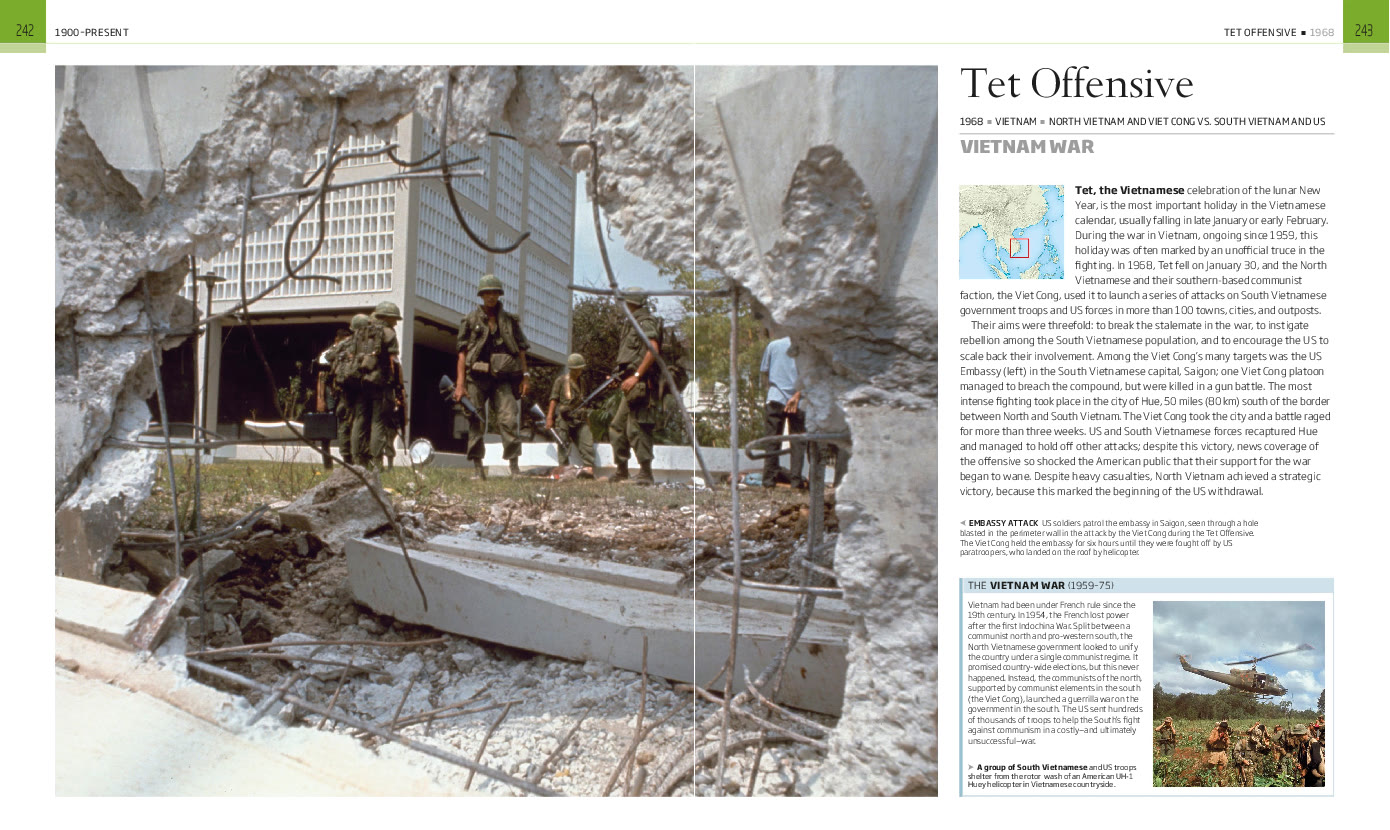 242
1900–PRESENT
TET OFFENSIVE ■ 1968
243
Tet Offensive
1968 ■ VIETNAM ■ NORTH VIETNAM AND VIET CONG VS. SOUTH VIETNAM AND US
VIETNAM WAR
Tet, the Vietnamese celebration of the lunar New
Year, is the most important holiday in the Vietnamese
calendar, usually falling in late January or early February.
During the war in Vietnam, ongoing since 1959, this
holiday was often marked by an unofficial truce in the
fighting. In 1968, Tet fell on January 30, and the North
Vietnamese and their southern-based communist
faction, the Viet Cong, used it to launch a series of attacks on South Vietnamese
government troops and US forces in more than 100 towns, cities, and outposts.
Their aims were threefold: to break the stalemate in the war, to instigate
rebellion among the South Vietnamese population, and to encourage the US to
scale back their involvement. Among the Viet Cong's many targets was the US
Embassy (left) in the South Vietnamese capital, Saigon; one Viet Cong platoon
managed to breach the compound, but were killed in a gun battle. The most
intense fighting took place in the city of Hue, 50 miles (80 km) south of the border
between North and South Vietnam. The Viet Cong took the city and a battle raged
for more than three weeks. US and South Vietnamese forces recaptured Hue
and managed to hold off other attacks; despite this victory, news coverage of
the offensive so shocked the American public that their support for the war
began to wane. Despite heavy casualties, North Vietnam achieved a strategic
victory, because this marked the beginning of the US withdrawal.
◄ EMBASSY ATTACK US soldiers patrol the embassy in Saigon, seen through a hole
blasted in the perimeter wall in the attack by the Viet Cong during the Tet Offensive.
The Viet Cong held the embassy for six hours until they were fought off by US
paratroopers, who landed on the roof by helicopter.
THE VIETNAM WAR (1959–75)
Vietnam had been under French rule since the
19th century. In 1954, the French lost power
after the first Indochina War. Split between a
communist north and pro-western south, the
North Vietnamese government looked to unify
the country under a single communist regime. It
promised country-wide elections, but this never
happened. Instead, the communists of the north,
supported by communist elements in the south
(the Viet Cong), launched a guerrilla war on the
government in the south. The US sent hundreds
of thousands of troops to help the South's fight
against communism in a costly—and ultimately
unsuccessful—war.
➤ A group of South Vietnamese and US troops
shelter from the rotor wash of an American UH-1
Huey helicopter in Vietnamese countryside.